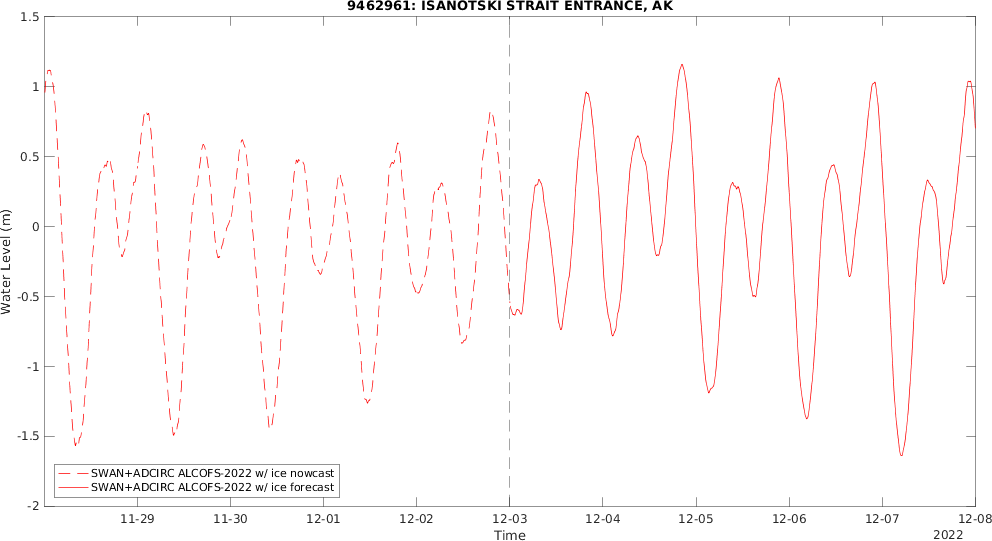 9462961: ISANOTSKI STRAIT ENTRANCE, AK
1.5
1
0.5
0
-0.5
-1
-1.5
-2
Water Level (m)
SWAN+ADCIRC ALCOFS-2022 w/ ice nowcast
SWAN+ADCIRC ALCOFS-2022 w/ ice forecast
11-29 11-30 12-01 12-02 12-03 12-04 12-05 12-06 12-07 12-08
Time
2022